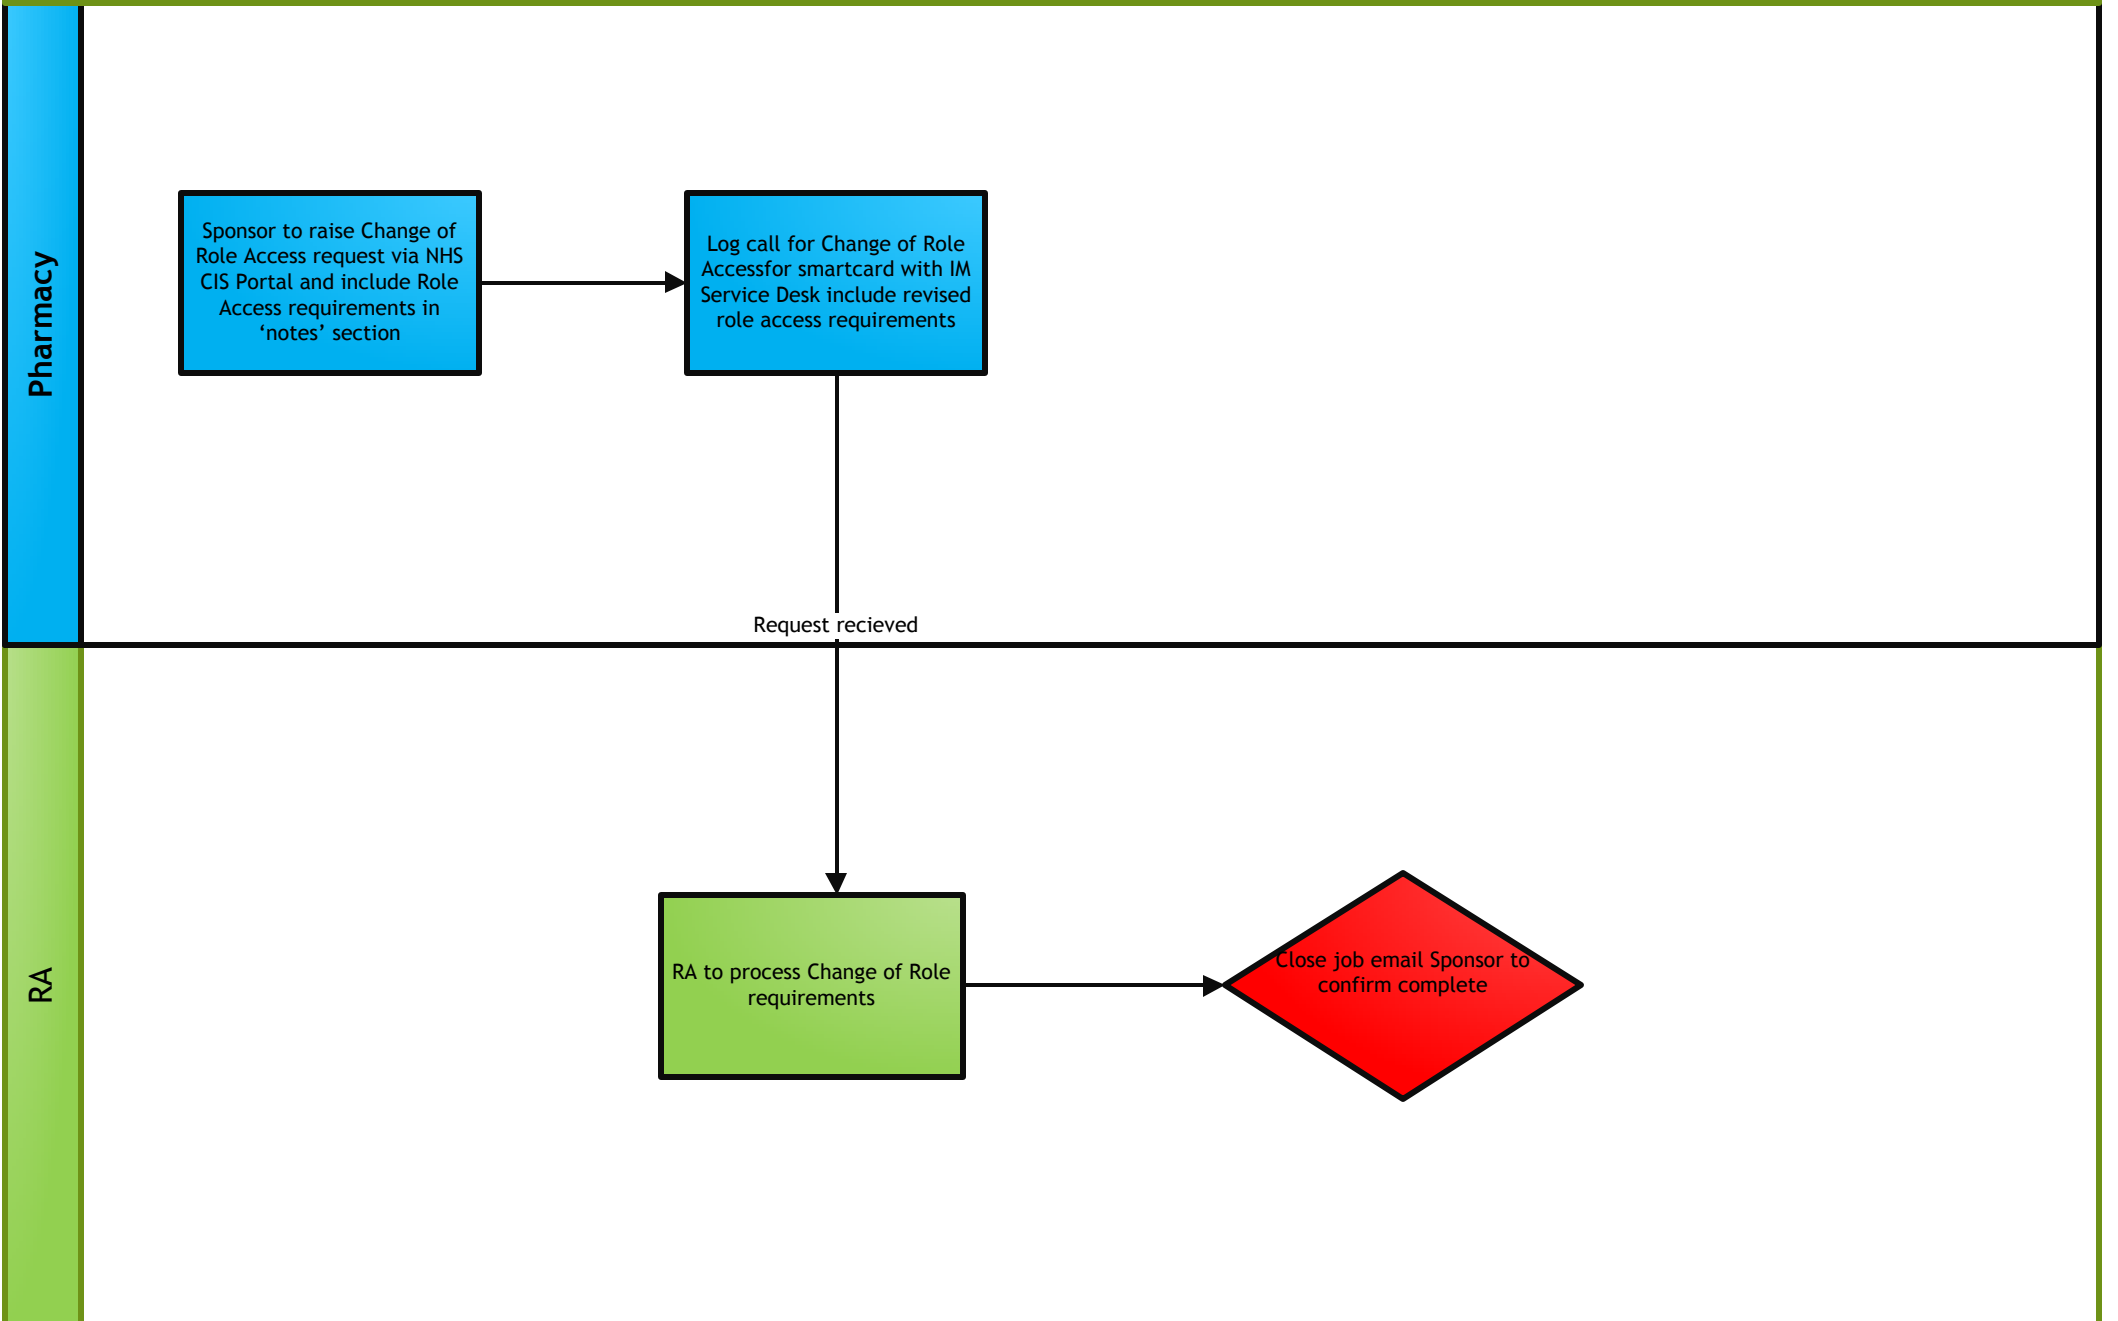 Pharmacy
Sponsor to raise Change of
Role Access request via NHS
CIS Portal and include Role
Access requirements in
‘notes’ section
Log call for Change of Role
Accessfor smartcard with IM
Service Desk include revised
role access requirements
Request recieved
RA
RA to process Change of Role
requirements
Close job email Sponsor to
confirm complete